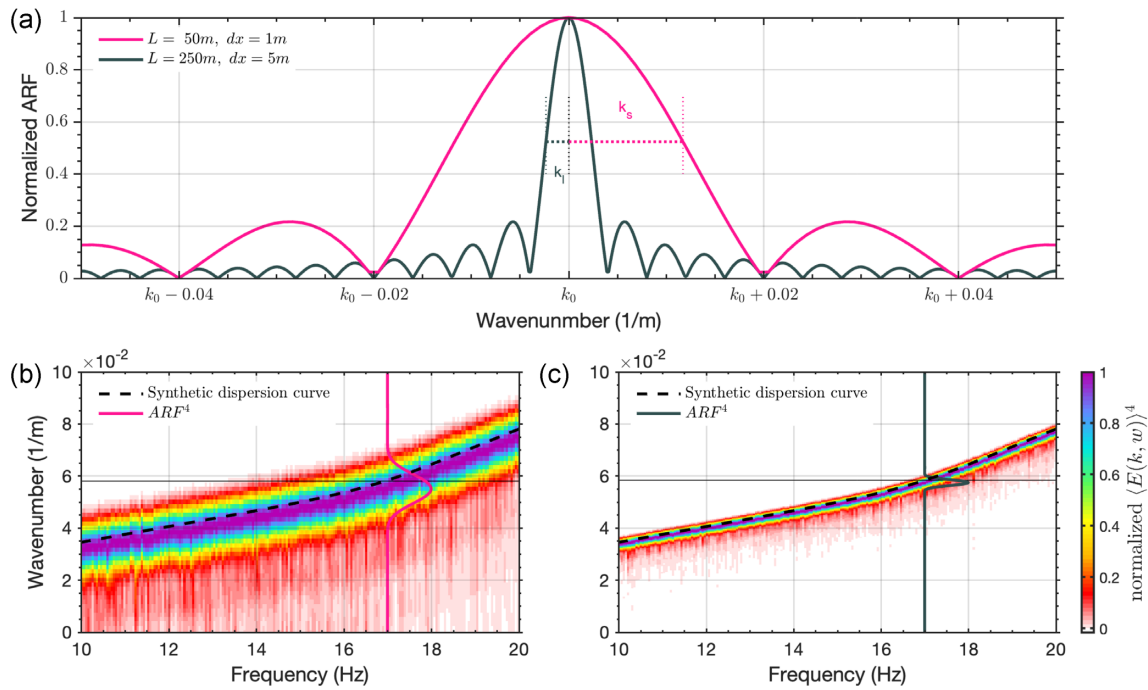 (a)
1
0.8
0.6
0.4
0.2
0
Normalized ARF
L = 50m, dx = 1m
L = 250m, dx = 5m
k_s
k_l
k_0 − 0.04
k_0 − 0.02
k_0
k_0 + 0.02
k_0 + 0.04
Wavenunmber (1/m)
(b)
×10^-2
10
8
6
4
2
0
Wavenumber (1/m)
Synthetic dispersion curve
ARF^4
10
12
14
16
18
20
Frequency (Hz)
(c)
×10^-2
10
8
6
4
2
0
Synthetic dispersion curve
ARF^4
10
12
14
16
18
20
Frequency (Hz)
1
0.8
0.6
0.4
0.2
0
normalized ⟨E(k, w)⟩^4